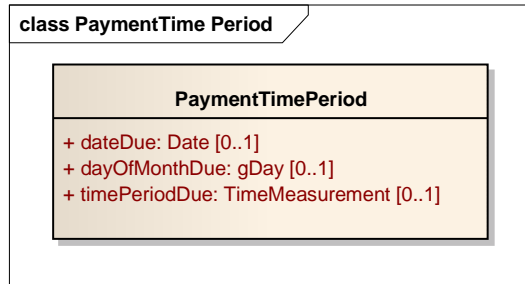 class PaymentTime Period
PaymentTimePeriod
+ dateDue: Date [0..1]
+ dayOfMonthDue: gDay [0..1]
+ timePeriodDue: TimeMeasurement [0..1]